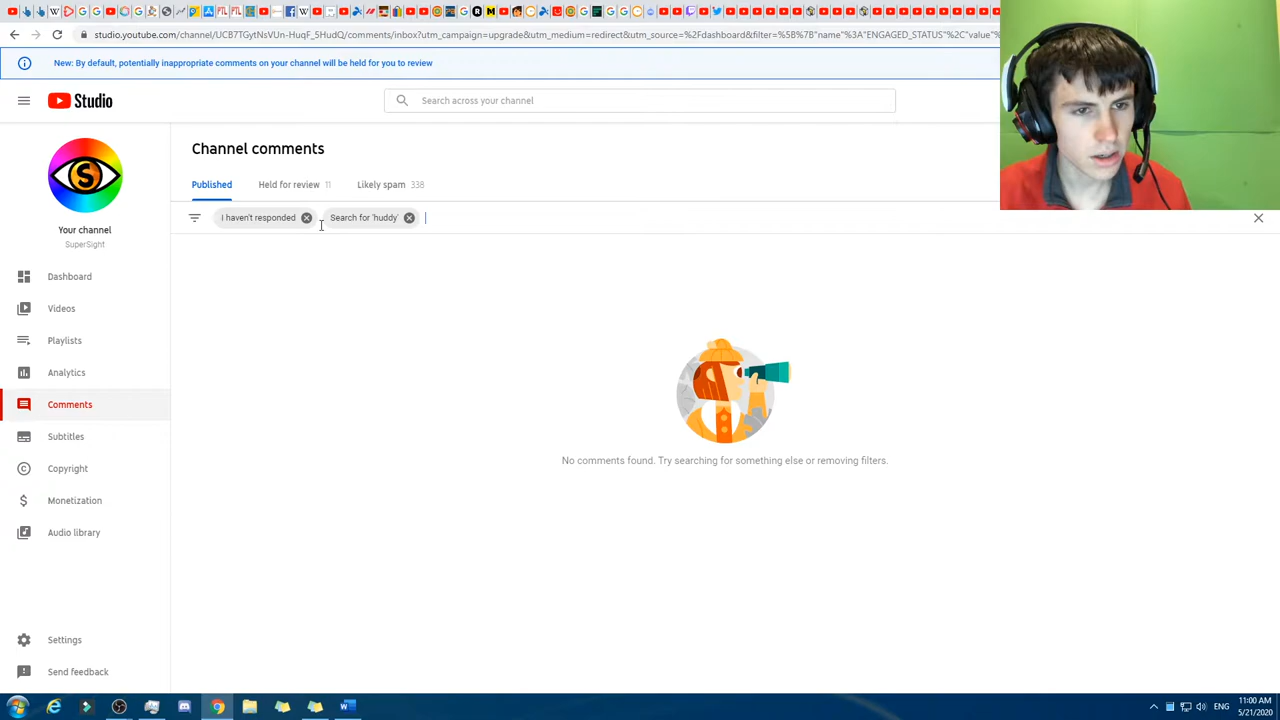 studio.youtube.com/channel/UCB7TGytNsVUn-HuqF_5HudQ/comments/inbox?utm_campaign=upgrade&utm_medium=redirect&utm_source=%2Fdashboard&filter=%5B%7B"name"%3A"ENGAGED_STATUS"%2C"value"%
New: By default, potentially inappropriate comments on your channel will be held for you to review
Studio
Search across your channel
S
Your channel
SuperSight
Dashboard
Videos
Playlists
Analytics
Comments
Subtitles
Copyright
Monetization
Audio library
Settings
Send feedback
Channel comments
Published
Held for review 11
Likely spam 338
I haven't responded
Search for 'huddy'
No comments found. Try searching for something else or removing filters.
ENG
11:00 AM
5/21/2020